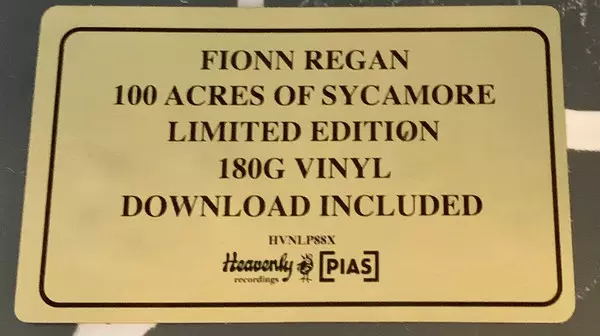 FIONN REGAN
100 ACRES OF SYCAMORE
LIMITED EDITION
180G VINYL
DOWNLOAD INCLUDED
HVNLP88X
Heavenly [PIAS]
recordings